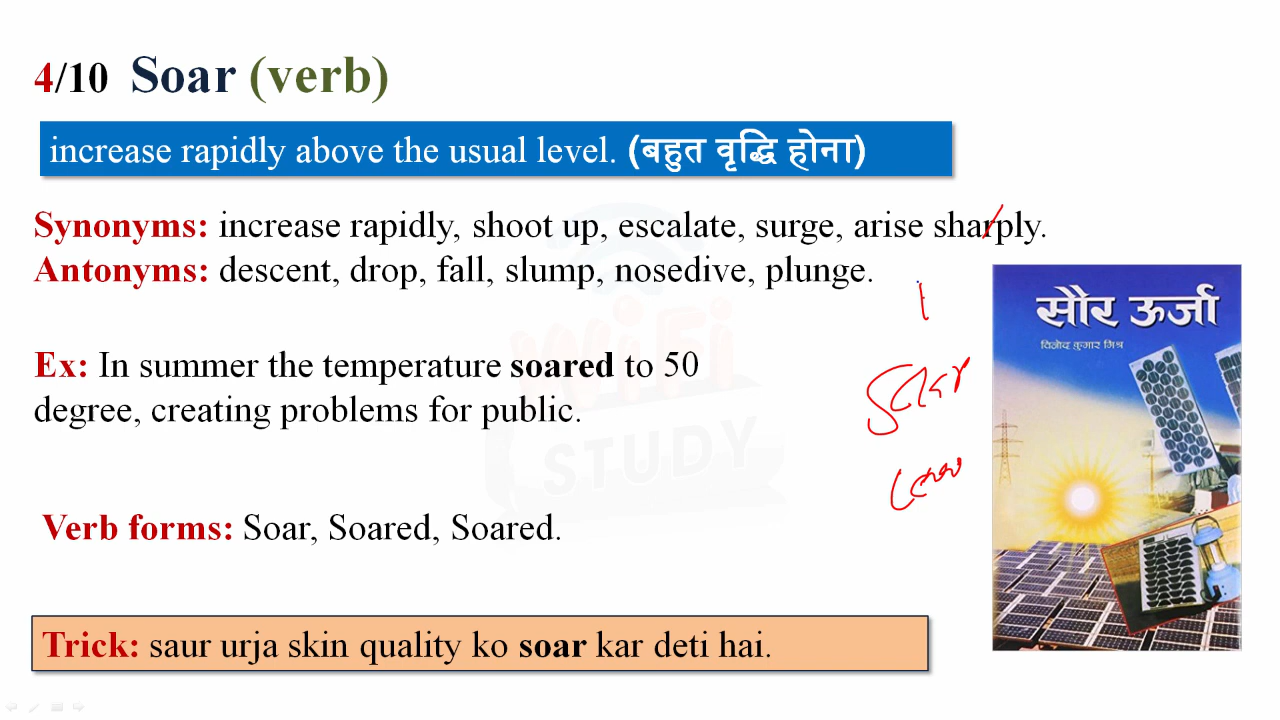 4/10 Soar (verb)
increase rapidly above the usual level. (बहुत वृद्धि होना)
Synonyms: increase rapidly, shoot up, escalate, surge, arise sharply.
Antonyms: descent, drop, fall, slump, nosedive, plunge.
सौर ऊर्जा
विनोद कुमार मिश्र
Ex: In summer the temperature soared to 50
degree, creating problems for public.
WiFi
STUDY
Verb forms: Soar, Soared, Soared.
Trick: saur urja skin quality ko soar kar deti hai.